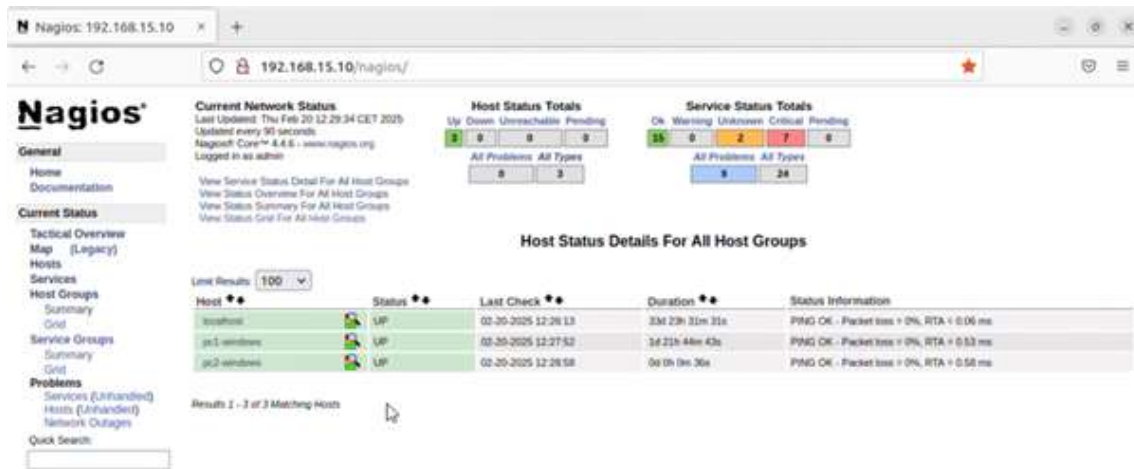 Nagios: 192.168.15.10
192.168.15.10/nagios/
Nagios®
General
Home
Documentation
Current Status
Tactical Overview
Map (Legacy)
Hosts
Services
Host Groups
Summary
Grid
Service Groups
Summary
Grid
Problems
Services (Unhandled)
Hosts (Unhandled)
Network Outages
Quick Search:
Current Network Status
Last Updated: Thu Feb 20 12:29:34 CET 2025
Updated every 90 seconds
Nagios® Core™ 4.4.6 - www.nagios.org
Logged in as admin
View Service Status Detail For All Host Groups
View Status Overview For All Host Groups
View Status Summary For All Host Groups
View Status Grid For All Host Groups
Host Status Totals
Up Down Unreachable Pending
3 0 0 0
All Problems All Types
0 3
Service Status Totals
Ok Warning Unknown Critical Pending
15 0 2 7 0
All Problems All Types
9 24
Host Status Details For All Host Groups
Limit Results: 100
Host Status Last Check Duration Status Information
localhost UP 02-20-2025 12:26:13 33d 23h 31m 31s PING OK - Packet loss = 0%, RTA = 0.06 ms
pc1-windows UP 02-20-2025 12:27:52 1d 21h 44m 43s PING OK - Packet loss = 0%, RTA = 0.53 ms
pc2-windows UP 02-20-2025 12:28:58 0d 0h 0m 36s PING OK - Packet loss = 0%, RTA = 0.58 ms
Results 1 - 3 of 3 Matching Hosts